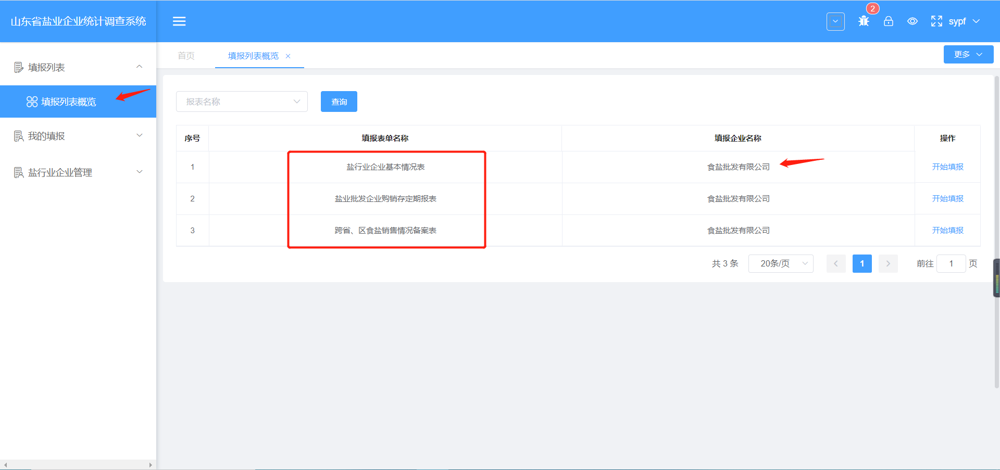 山东省盐业企业统计调查系统
2
sypf
填报列表
填报列表概览
我的填报
盐行业企业管理
首页
填报列表概览
更多
报表名称
查询
序号 填报表单名称 填报企业名称 操作
1 盐行业企业基本情况表 食盐批发有限公司 开始填报
2 盐业批发企业购销存定期报表 食盐批发有限公司 开始填报
3 跨省、区食盐销售情况备案表 食盐批发有限公司 开始填报
共 3 条 20条/页 1 前往 1 页